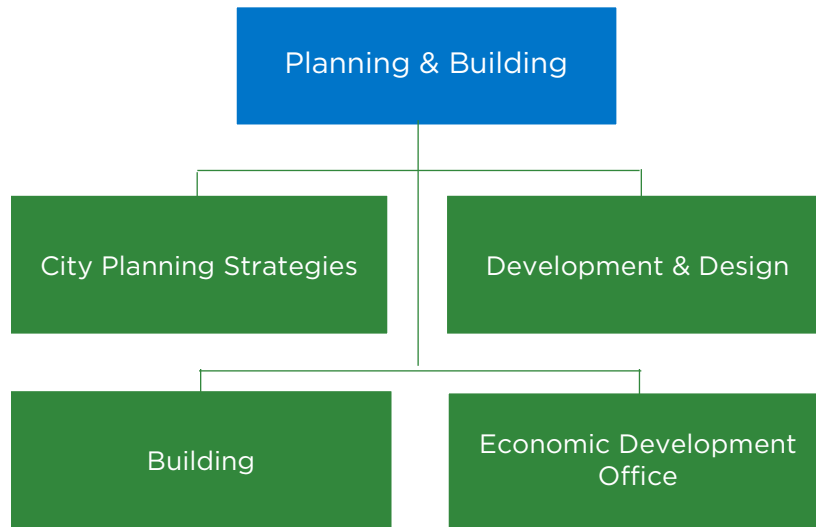 Planning & Building
City Planning Strategies
Development & Design
Building
Economic Development
Office